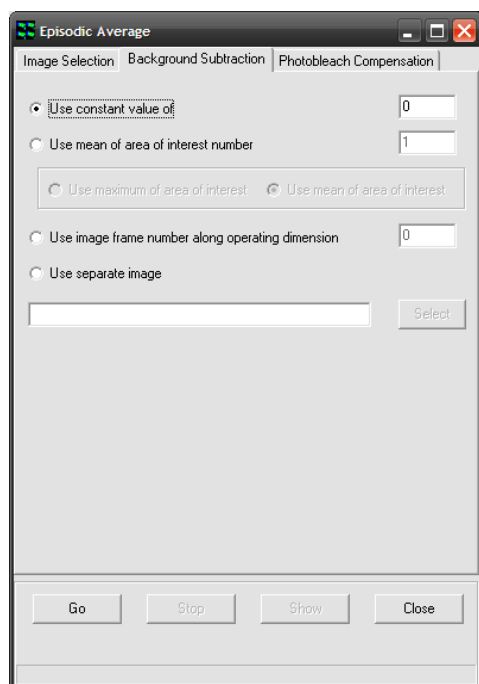 Episodic Average
Image Selection Background Subtraction Photobleach Compensation
Use constant value of 0
Use mean of area of interest number 1
Use maximum of area of interest Use mean of area of interest
Use image frame number along operating dimension 0
Use separate image
Select
Go Stop Show Close